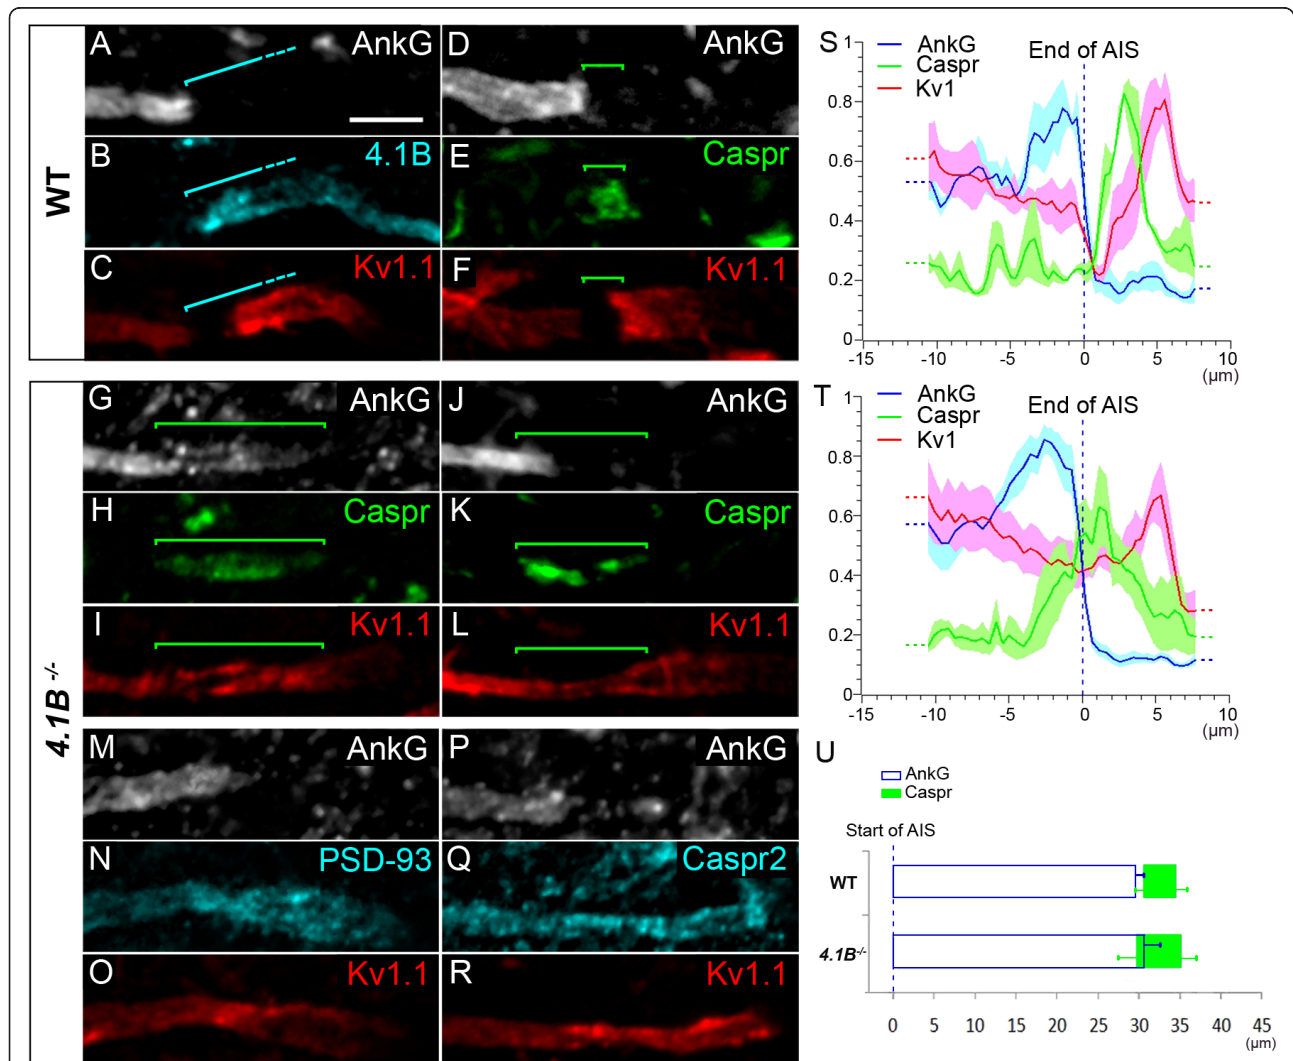 WT
A AnkG
B 4.1B
C Kv1.1
D AnkG
E Caspr
F Kv1.1
4.1B -/-
G AnkG
H Caspr
I Kv1.1
J AnkG
K Caspr
L Kv1.1
M AnkG
N PSD-93
O Kv1.1
P AnkG
Q Caspr2
R Kv1.1
S
AnkG
Caspr
Kv1
End of AIS
1
0.8
0.6
0.4
0.2
0
-15 -10 -5 0 5 10
(μm)
T
AnkG
Caspr
Kv1
End of AIS
1
0.8
0.6
0.4
0.2
0
-15 -10 -5 0 5 10
(μm)
U
AnkG
Caspr
Start of AIS
WT
4.1B-/-
0 5 10 15 20 25 30 35 40 45
(μm)